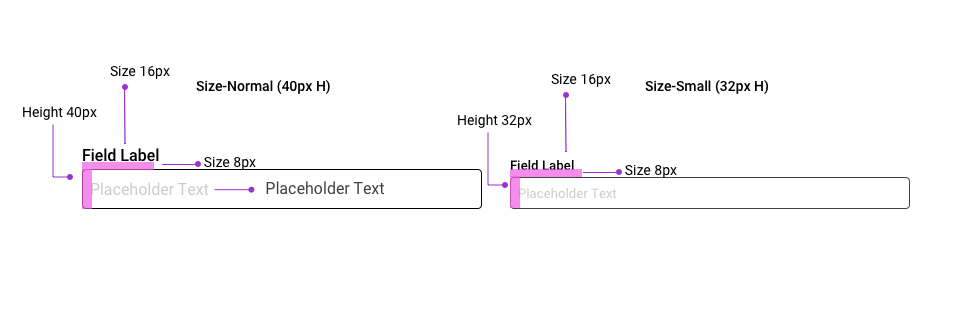 Size 16px
Size-Normal (40px H)
Height 40px
Field Label
Size 8px
Placeholder Text
Placeholder Text
Size 16px
Size-Small (32px H)
Height 32px
Field Label
Size 8px
Placeholder Text